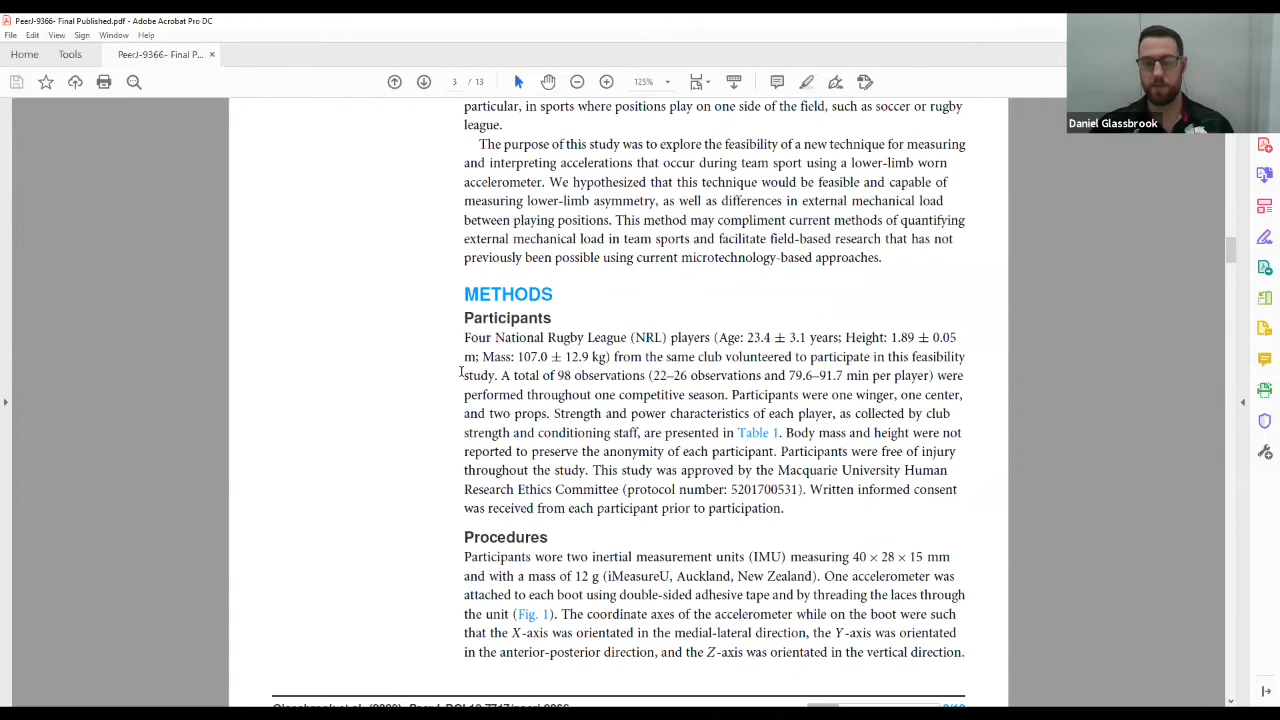 PeerJ-9366- Final Published.pdf - Adobe Acrobat Pro DC
File Edit View Sign Window Help
Home Tools PeerJ-9366- Final P... ×
3 / 13 125%
Daniel Glassbrook
particular, in sports where positions play on one side of the field, such as soccer or rugby
league.
The purpose of this study was to explore the feasibility of a new technique for measuring
and interpreting accelerations that occur during team sport using a lower-limb worn
accelerometer. We hypothesized that this technique would be feasible and capable of
measuring lower-limb asymmetry, as well as differences in external mechanical load
between playing positions. This method may compliment current methods of quantifying
external mechanical load in team sports and facilitate field-based research that has not
previously been possible using current microtechnology-based approaches.
METHODS
Participants
Four National Rugby League (NRL) players (Age: 23.4 ± 3.1 years; Height: 1.89 ± 0.05
m; Mass: 107.0 ± 12.9 kg) from the same club volunteered to participate in this feasibility
study. A total of 98 observations (22–26 observations and 79.6–91.7 min per player) were
performed throughout one competitive season. Participants were one winger, one center,
and two props. Strength and power characteristics of each player, as collected by club
strength and conditioning staff, are presented in Table 1. Body mass and height were not
reported to preserve the anonymity of each participant. Participants were free of injury
throughout the study. This study was approved by the Macquarie University Human
Research Ethics Committee (protocol number: 5201700531). Written informed consent
was received from each participant prior to participation.
Procedures
Participants wore two inertial measurement units (IMU) measuring 40 × 28 × 15 mm
and with a mass of 12 g (iMeasureU, Auckland, New Zealand). One accelerometer was
attached to each boot using double-sided adhesive tape and by threading the laces through
the unit (Fig. 1). The coordinate axes of the accelerometer while on the boot were such
that the X-axis was orientated in the medial-lateral direction, the Y-axis was orientated
in the anterior-posterior direction, and the Z-axis was orientated in the vertical direction.